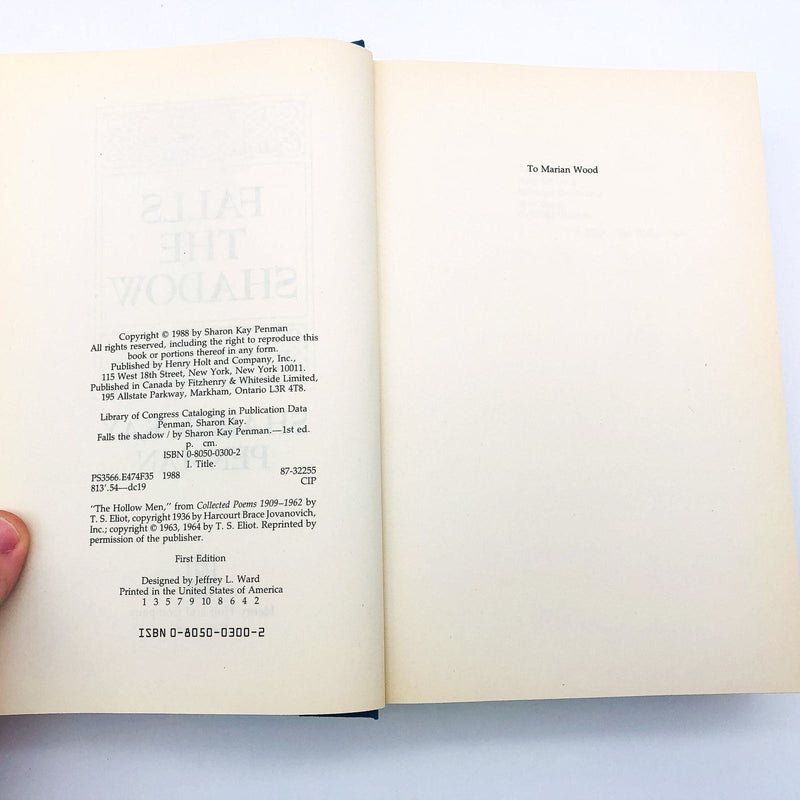 FALLS
THE
SHADOW
Copyright © 1988 by Sharon Kay Penman
All rights reserved, including the right to reproduce this
book or portions thereof in any form.
Published by Henry Holt and Company, Inc.,
115 West 18th Street, New York, New York 10011.
Published in Canada by Fitzhenry & Whiteside Limited,
195 Allstate Parkway, Markham, Ontario L3R 4T8.
Library of Congress Cataloging in Publication Data
Penman, Sharon Kay.
Falls the shadow / by Sharon Kay Penman.—1st ed.
p. cm.
ISBN 0-8050-0300-2
I. Title.
PS3566.E474F35 1988 87-32255
813'.54—dc19 CIP
"The Hollow Men," from Collected Poems 1909–1962 by
T. S. Eliot, copyright 1936 by Harcourt Brace Jovanovich,
Inc.; copyright © 1963, 1964 by T. S. Eliot. Reprinted by
permission of the publisher.
First Edition
Designed by Jeffrey L. Ward
Printed in the United States of America
1 3 5 7 9 10 8 6 4 2
ISBN 0-8050-0300-2
To Marian Wood